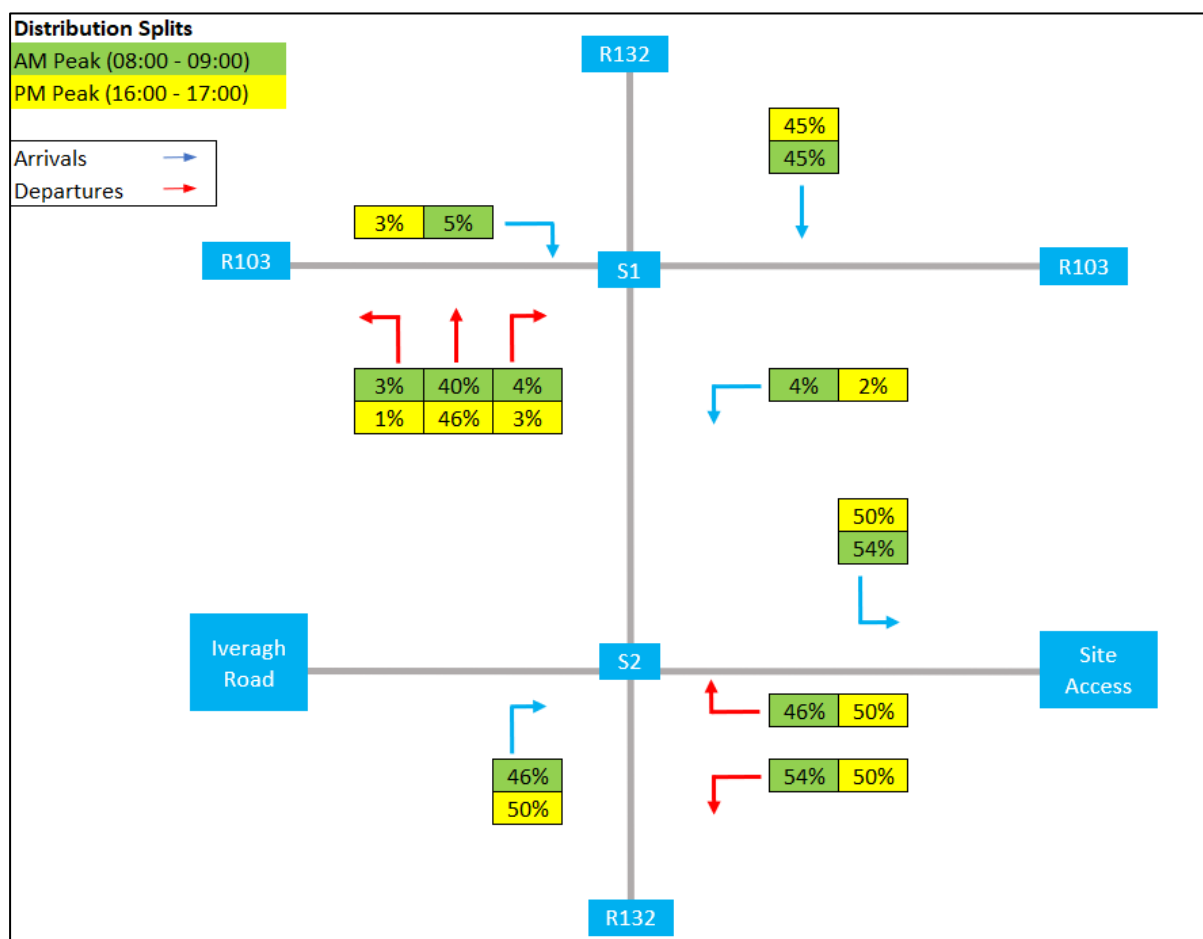 Distribution Splits
AM Peak (08:00 - 09:00)
PM Peak (16:00 - 17:00)
Arrivals
Departures
R132
45%
45%
3% 5%
R103
S1
R103
3% 40% 4%
1% 46% 3%
4% 2%
50%
54%
Iveragh
Road
S2
Site
Access
46% 50%
54% 50%
46%
50%
R132